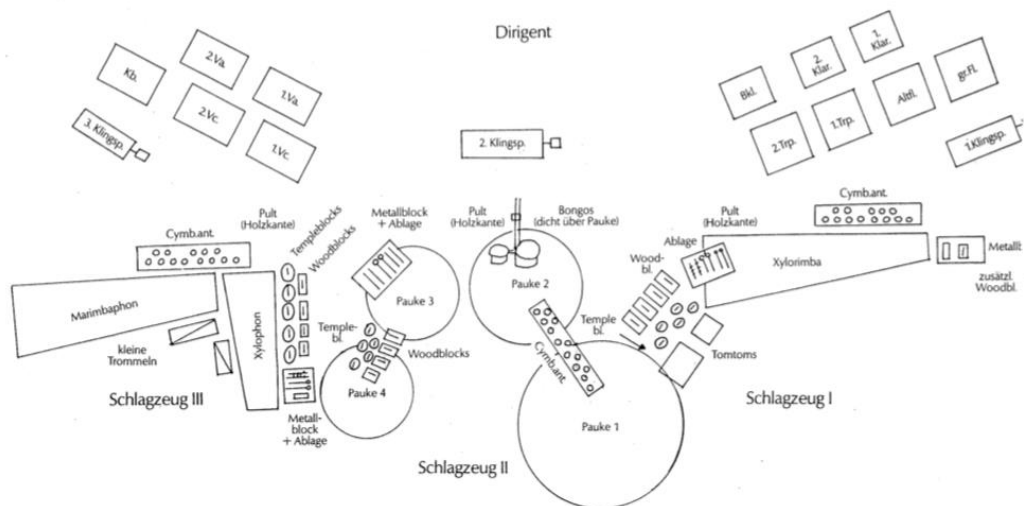 Dirigent
2.Va.
Kb.
1.Va.
2.Vc.
3. Klingsp.
1.Vc.
2. Klingsp.
1. Klar.
2. Klar.
gr.Fl.
Bkl.
Altfl.
1.Trp.
2.Trp.
1.Klingsp.
Pult
(Holzkante)
Cymb.ant.
Templeblocks
Woodblocks
Metallblock
+ Ablage
Pult
(Holzkante)
Bongos
(dicht über Pauke)
Pult
(Holzkante)
Cymb.ant.
Ablage
Wood-
bl.
Xylorimba
Metallb
zusätzl.
Woodbl.
Marimbaphon
Xylophon
kleine
Trommeln
Pauke 3
Pauke 2
Temple-
bl.
Woodblocks
Cymb.ant.
Temple
bl.
Tomtoms
Pauke 4
Pauke 1
Schlagzeug III
Metall-
block
+ Ablage
Schlagzeug II
Schlagzeug I